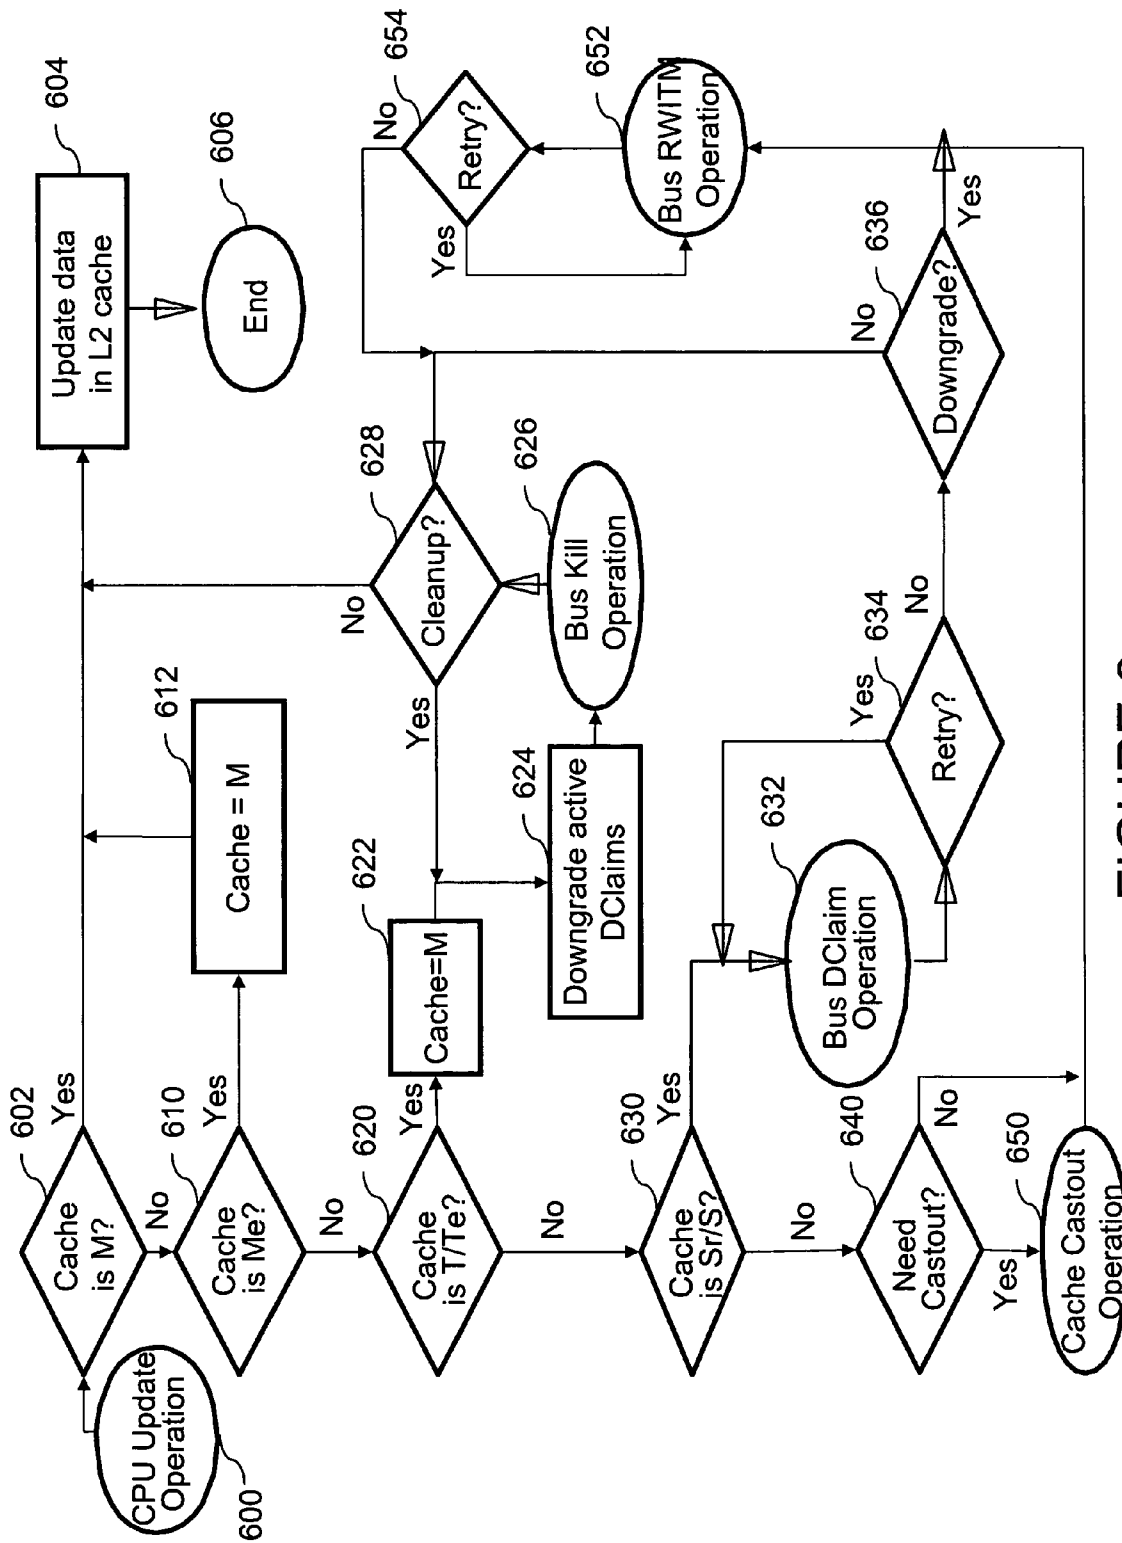 CPU Update
Operation
600
Cache
is M?
602
Yes
No
Update data
in L2 cache
604
End
606
Cache
is Me?
610
Yes
No
Cache = M
612
Cache
is T/Te?
620
Yes
No
Cache=M
622
Downgrade active
DClaims
624
Bus Kill
Operation
626
Cleanup?
628
Yes
No
Cache
is Sr/S?
630
Yes
No
Bus DClaim
Operation
632
Retry?
634
Yes
No
Downgrade?
636
No
Yes
Need
Castout?
640
No
Yes
Cache Castout
Operation
650
Bus RWITM
Operation
652
Retry?
654
Yes
No